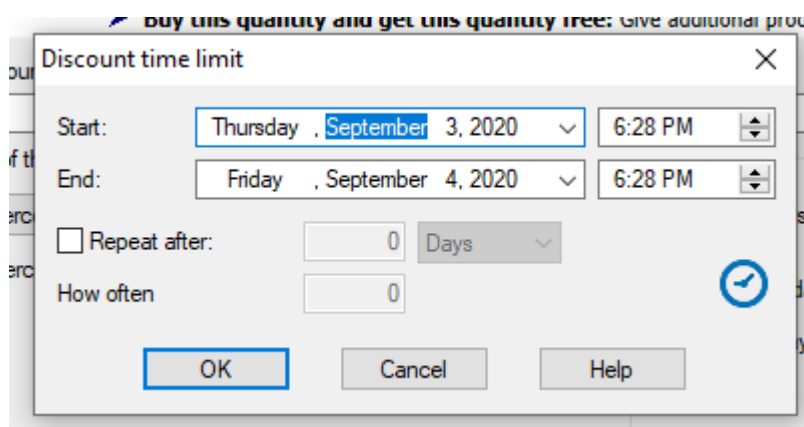 Buy this quantity and get this quantity free: Give additional
Discount time limit
Start: Thursday , September 3, 2020 6:28 PM
End: Friday , September 4, 2020 6:28 PM
Repeat after: 0 Days
How often 0
OK Cancel Help